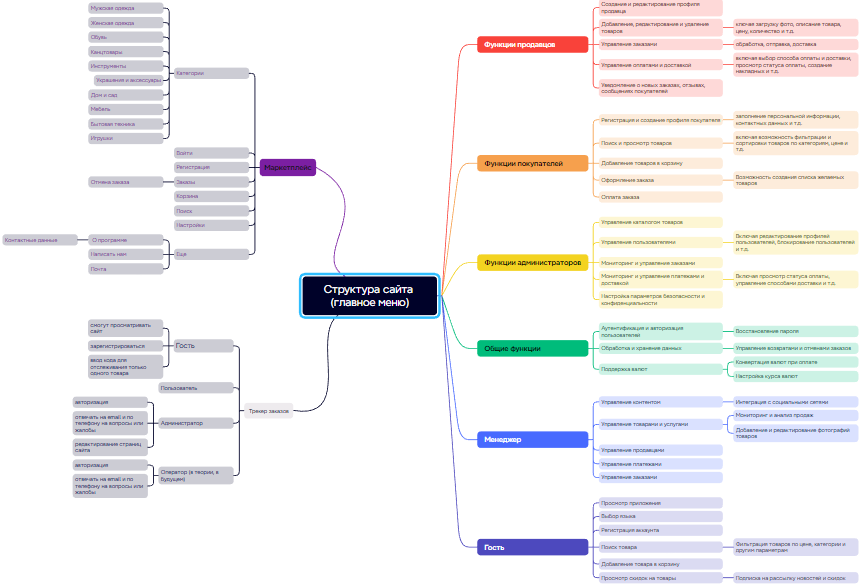 Структура сайта
(главное меню)
Маркетплейс
Категории
Мужская одежда
Женская одежда
Обувь
Канцтовары
Инструменты
Украшения и аксессуары
Дом и сад
Мебель
Бытовая техника
Игрушки
Войти
Регистрация
Заказы
Отмена заказа
Корзина
Поиск
Настройки
Еще
О программе
Контактные данные
Написать нам
Почта
Трекер заказов
Гость
смогут просматривать
сайт
зарегистрироваться
ввод кода для
отслеживания только
одного товара
Пользователь
Администратор
авторизация
отвечать на email и по
телефону на вопросы или
жалобы
редактирование страниц
сайта
Оператор (в теории, в
будущем)
авторизация
отвечать на email и по
телефону на вопросы или
жалобы
Функции продавцов
Создание и редактирование профиля
продавца
Добавление, редактирование и удаление
товаров
ключая загрузку фото, описание товара,
цену, количество и т.д.
Управление заказами
обработка, отправка, доставка
Управление оплатами и доставкой
включая выбор способа оплаты и доставки,
просмотр статуса оплаты, создание
накладных и т.д.
Уведомление о новых заказах, отзывах,
сообщениях покупателей
Функции покупателей
Регистрация и создание профиля покупателя
заполнение персональной информации,
контактных данных и т.д.
Поиск и просмотр товаров
включая возможность фильтрации и
сортировки товаров по категориям, цене и
т.д.
Добавление товаров в корзину
Оформление заказа
Возможность создания списка желаемых
товаров
Оплата заказа
Функции администраторов
Управление каталогом товаров
Управление пользователями
Включая редактирование профилей
пользователей, блокирование пользователей
и т.д.
Мониторинг и управление заказами
Мониторинг и управление платежами и
доставкой
Включая просмотр статуса оплаты,
управление способами доставки и т.д.
Настройка параметров безопасности и
конфиденциальности
Общие функции
Аутентификация и авторизация
пользователей
Восстановление пароля
Обработка и хранение данных
Управление возвратами и отменами заказов
Поддержка валют
Конвертация валют при оплате
Настройка курса валют
Менеджер
Управление контентом
Интеграция с социальными сетями
Управление товарами и услугами
Мониторинг и анализ продаж
Добавление и редактирование фотографий
товаров
Управление продавцами
Управление платежами
Управление заказами
Гость
Просмотр приложения
Выбор языка
Регистрация аккаунта
Поиск товара
Фильтрация товаров по цене, категории и
другим параметрам
Добавление товара в корзину
Просмотр скидок на товары
Подписка на рассылку новостей и скидок